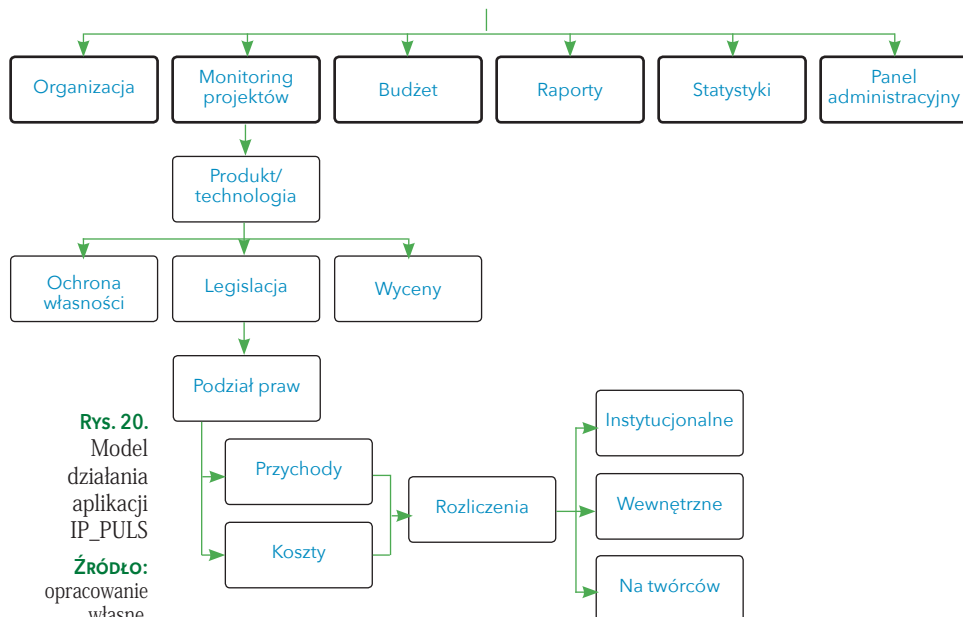 Organizacja
Monitoring
projektów
Budżet
Raporty
Statystyki
Panel
administracyjny
Produkt/
technologia
Ochrona
własności
Legislacja
Wyceny
Podział praw
Przychody
Koszty
Rozliczenia
Instytucjonalne
Wewnętrzne
Na twórców
Rys. 20.
Model
działania
aplikacji
IP_PULS
Źródło:
opracowanie
własne.